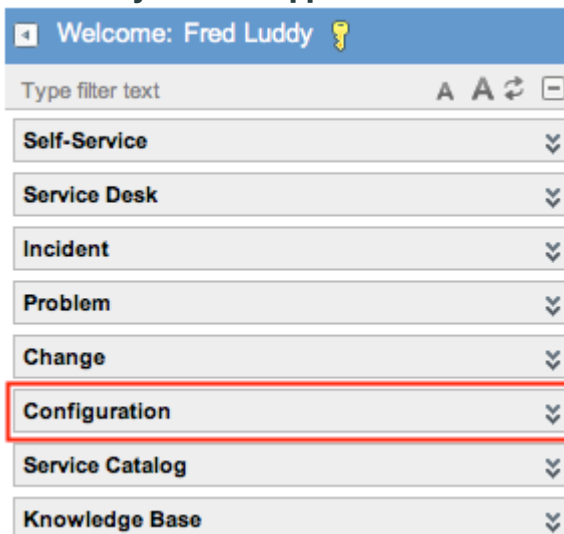 Welcome: Fred Luddy
Type filter text A A
Self-Service
Service Desk
Incident
Problem
Change
Configuration
Service Catalog
Knowledge Base